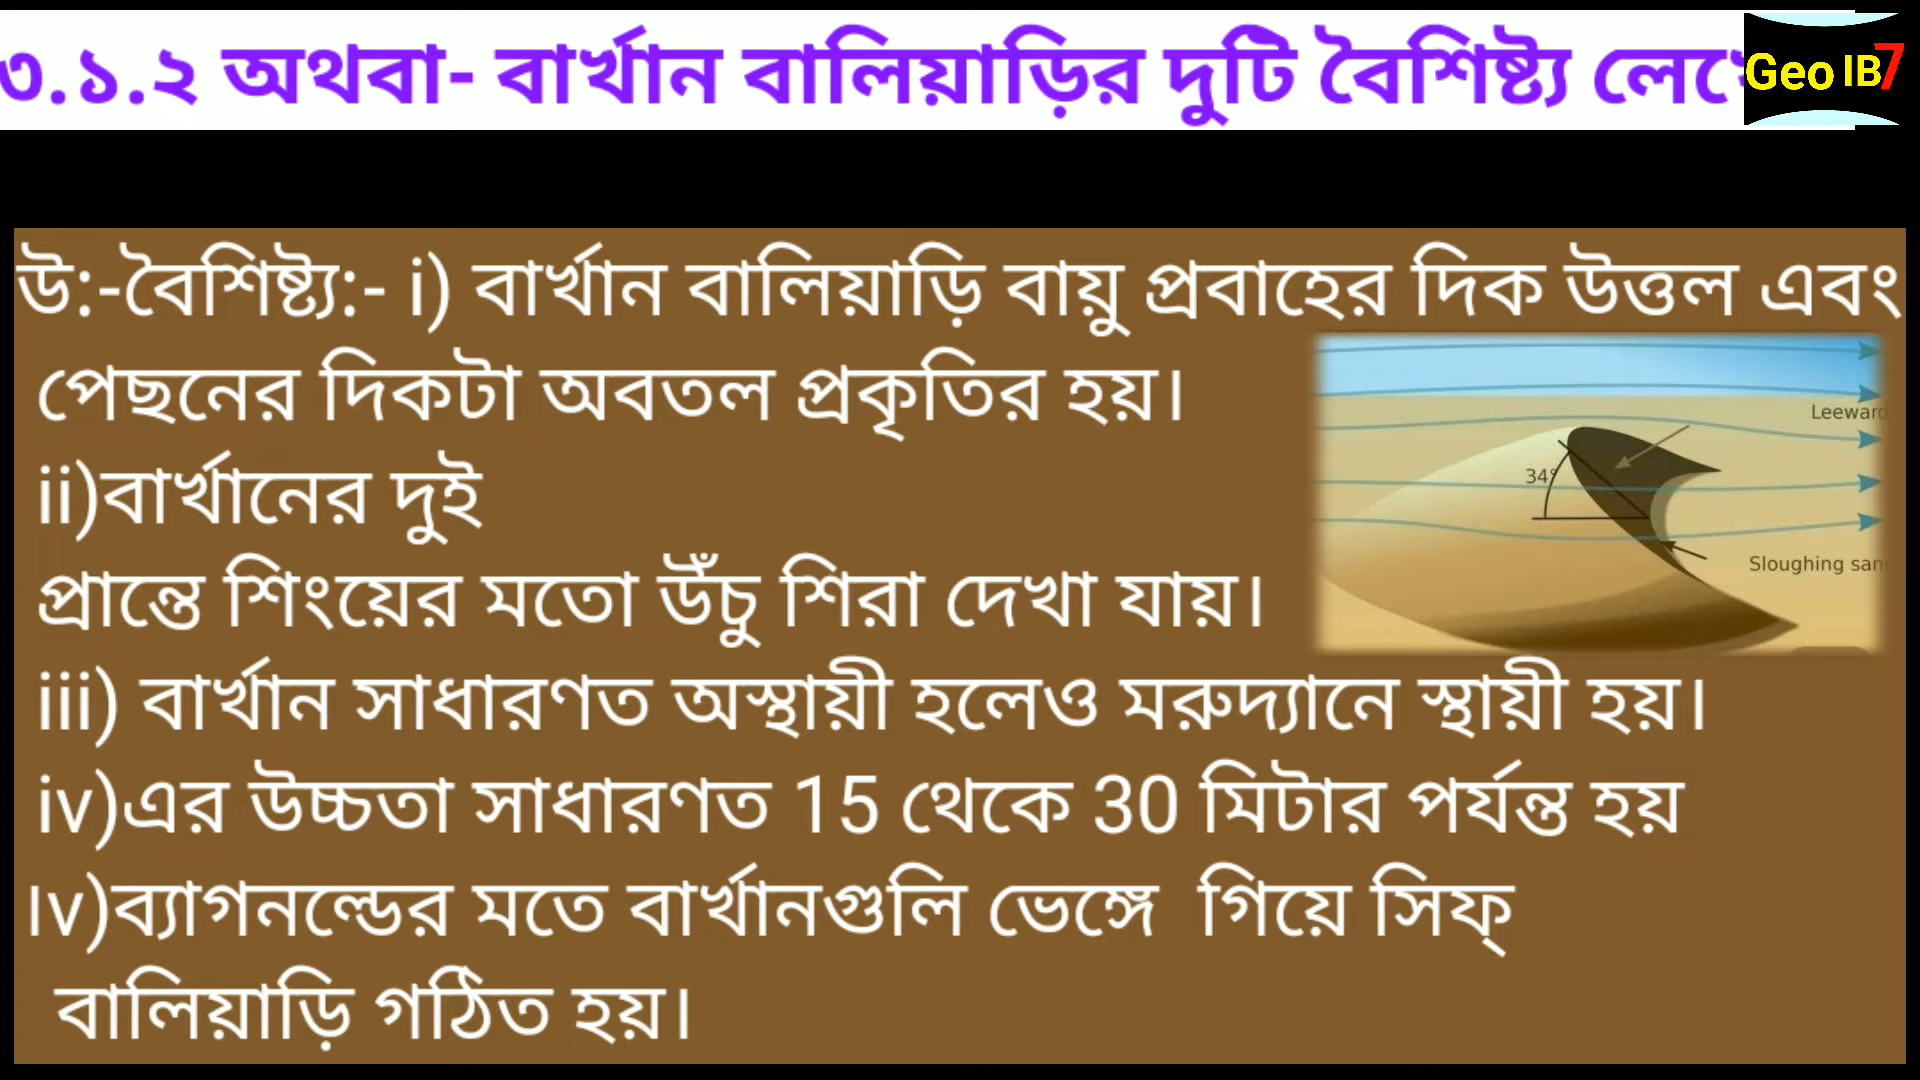 ৩.১.২ অথবা- বার্খান বালিয়াড়ির দুটি বৈশিষ্ট্য
Geo IB7
উ:-বৈশিষ্ট্য:- i) বার্খান বালিয়াড়ি বায়ু প্রবাহের দিক উত্তল এবং
পেছনের দিকটা অবতল প্রকৃতির হয়।
ii)বার্খানের দুই
প্রান্তে শিংয়ের মতো উঁচু শিরা দেখা যায়।
Leeward
34°
Sloughing san
iii) বার্খান সাধারণত অস্থায়ী হলেও মরুদ্যানে স্থায়ী হয়।
iv)এর উচ্চতা সাধারণত 15 থেকে 30 মিটার পর্যন্ত হয়
।v)ব্যাগনল্ডের মতে বার্খানগুলি ভেঙ্গে গিয়ে সিফ্
বালিয়াড়ি গঠিত হয়।